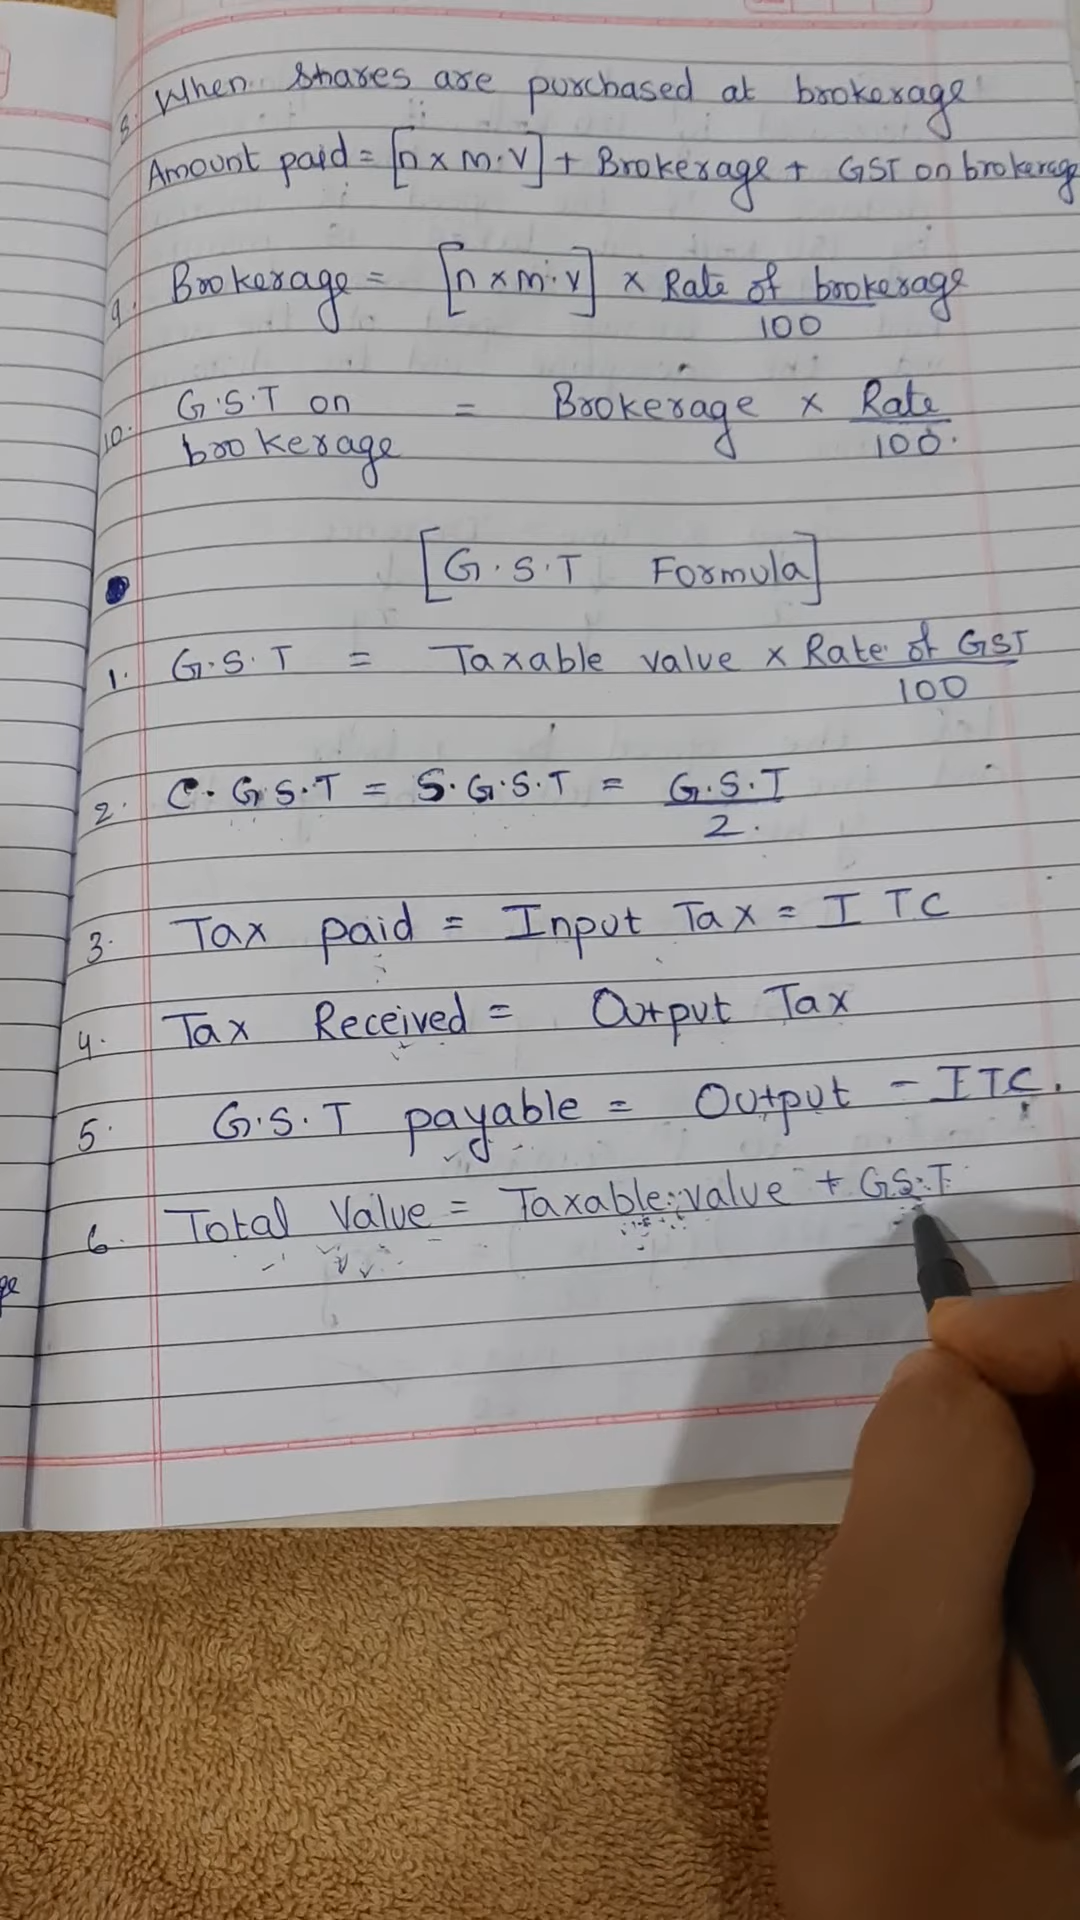 8. When shares are purchased at brokerage
Amount paid = [n x m.v] + Brokerage + GST on brokerage
9. Brokerage = [n x m.v] x Rate of brokerage
100
10. G.S.T on = Brokerage x Rate
brokerage 100.
[G.S.T Formula]
1. G.S.T = Taxable value x Rate of GST
100
2. C.G.S.T = S.G.S.T = G.S.T
2.
3. Tax paid = Input Tax = ITC
4. Tax Received = Output Tax
5. G.S.T payable = Output - ITC.
6. Total Value = Taxable value + GS.T